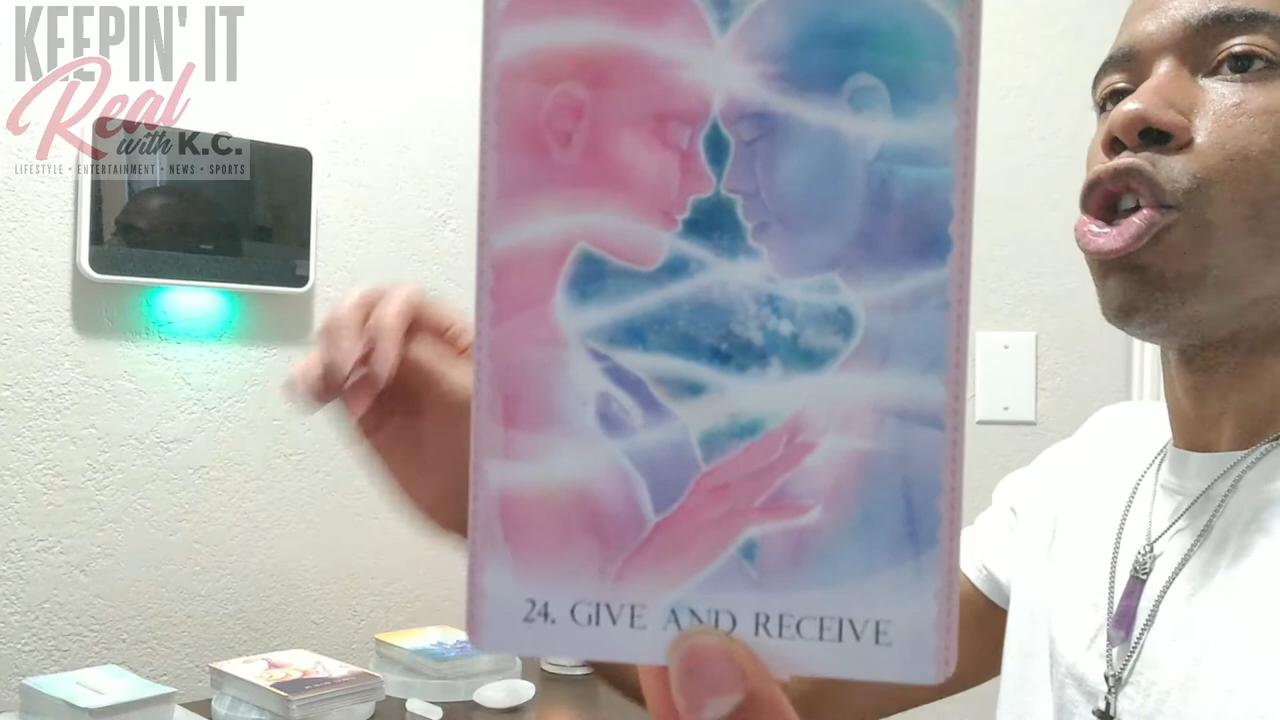 KEEPIN' IT
Real
with K.C.
LIFESTYLE • ENTERTAINMENT • NEWS • SPORTS
24. GIVE AND RECEIVE